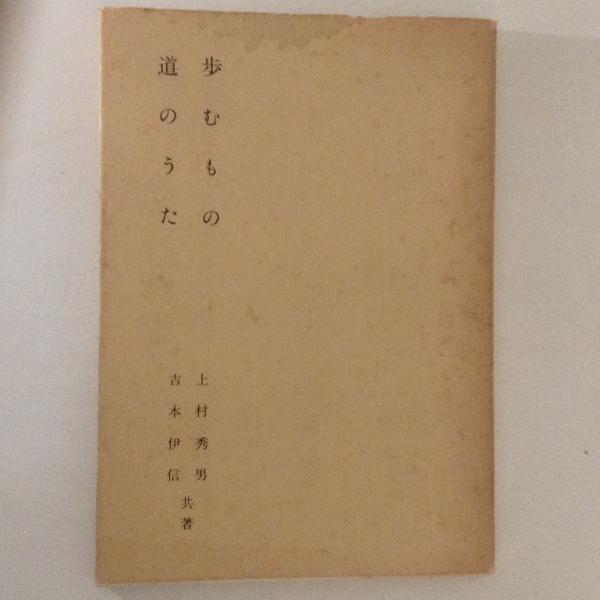 歩むもの
道のうた
上村秀男
吉本伊信
共著